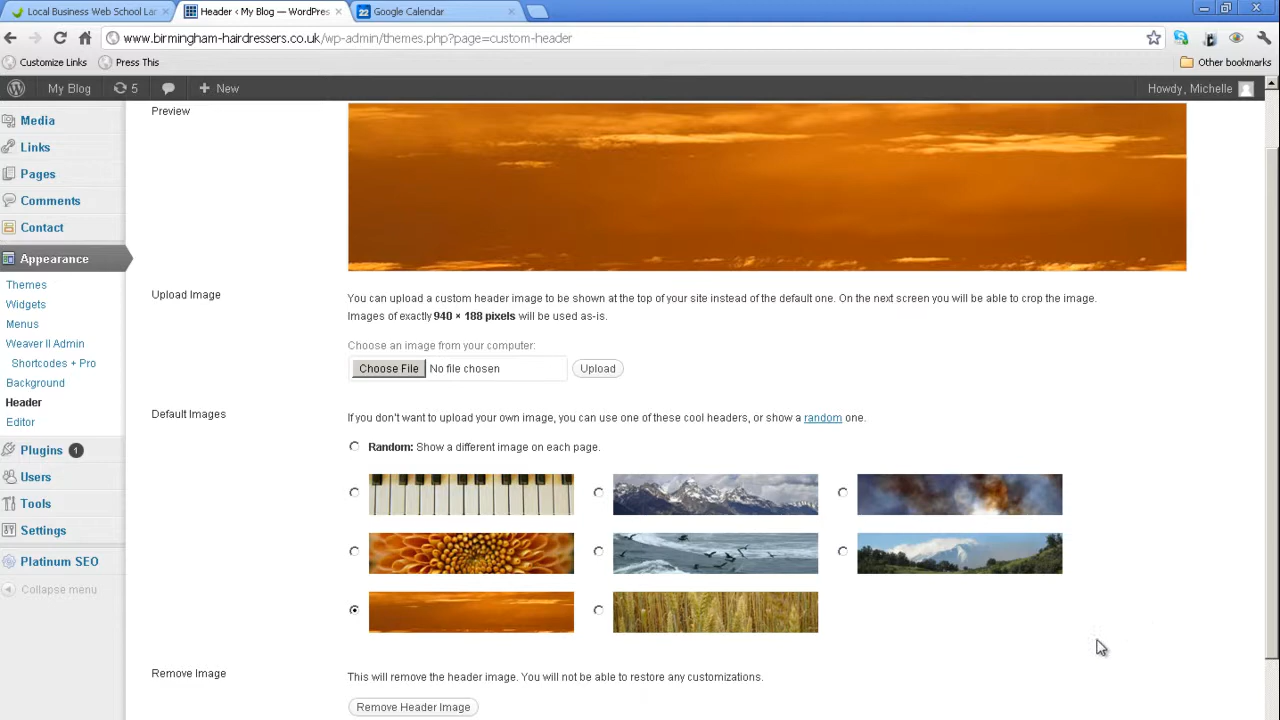 Local Business Web School Lar
Header ‹ My Blog — WordPres
22 Google Calendar
www.birmingham-hairdressers.co.uk/wp-admin/themes.php?page=custom-header
Customize Links
Press This
Other bookmarks
My Blog
5
New
Howdy, Michelle
Media
Links
Pages
Comments
Contact
Appearance
Themes
Widgets
Menus
Weaver II Admin
Shortcodes + Pro
Background
Header
Editor
Plugins 1
Users
Tools
Settings
Platinum SEO
Collapse menu
Preview
Upload Image
You can upload a custom header image to be shown at the top of your site instead of the default one. On the next screen you will be able to crop the image.
Images of exactly 940 × 188 pixels will be used as-is.
Choose an image from your computer:
Choose File No file chosen Upload
Default Images
If you don't want to upload your own image, you can use one of these cool headers, or show a random one.
Random: Show a different image on each page.
Remove Image
This will remove the header image. You will not be able to restore any customizations.
Remove Header Image